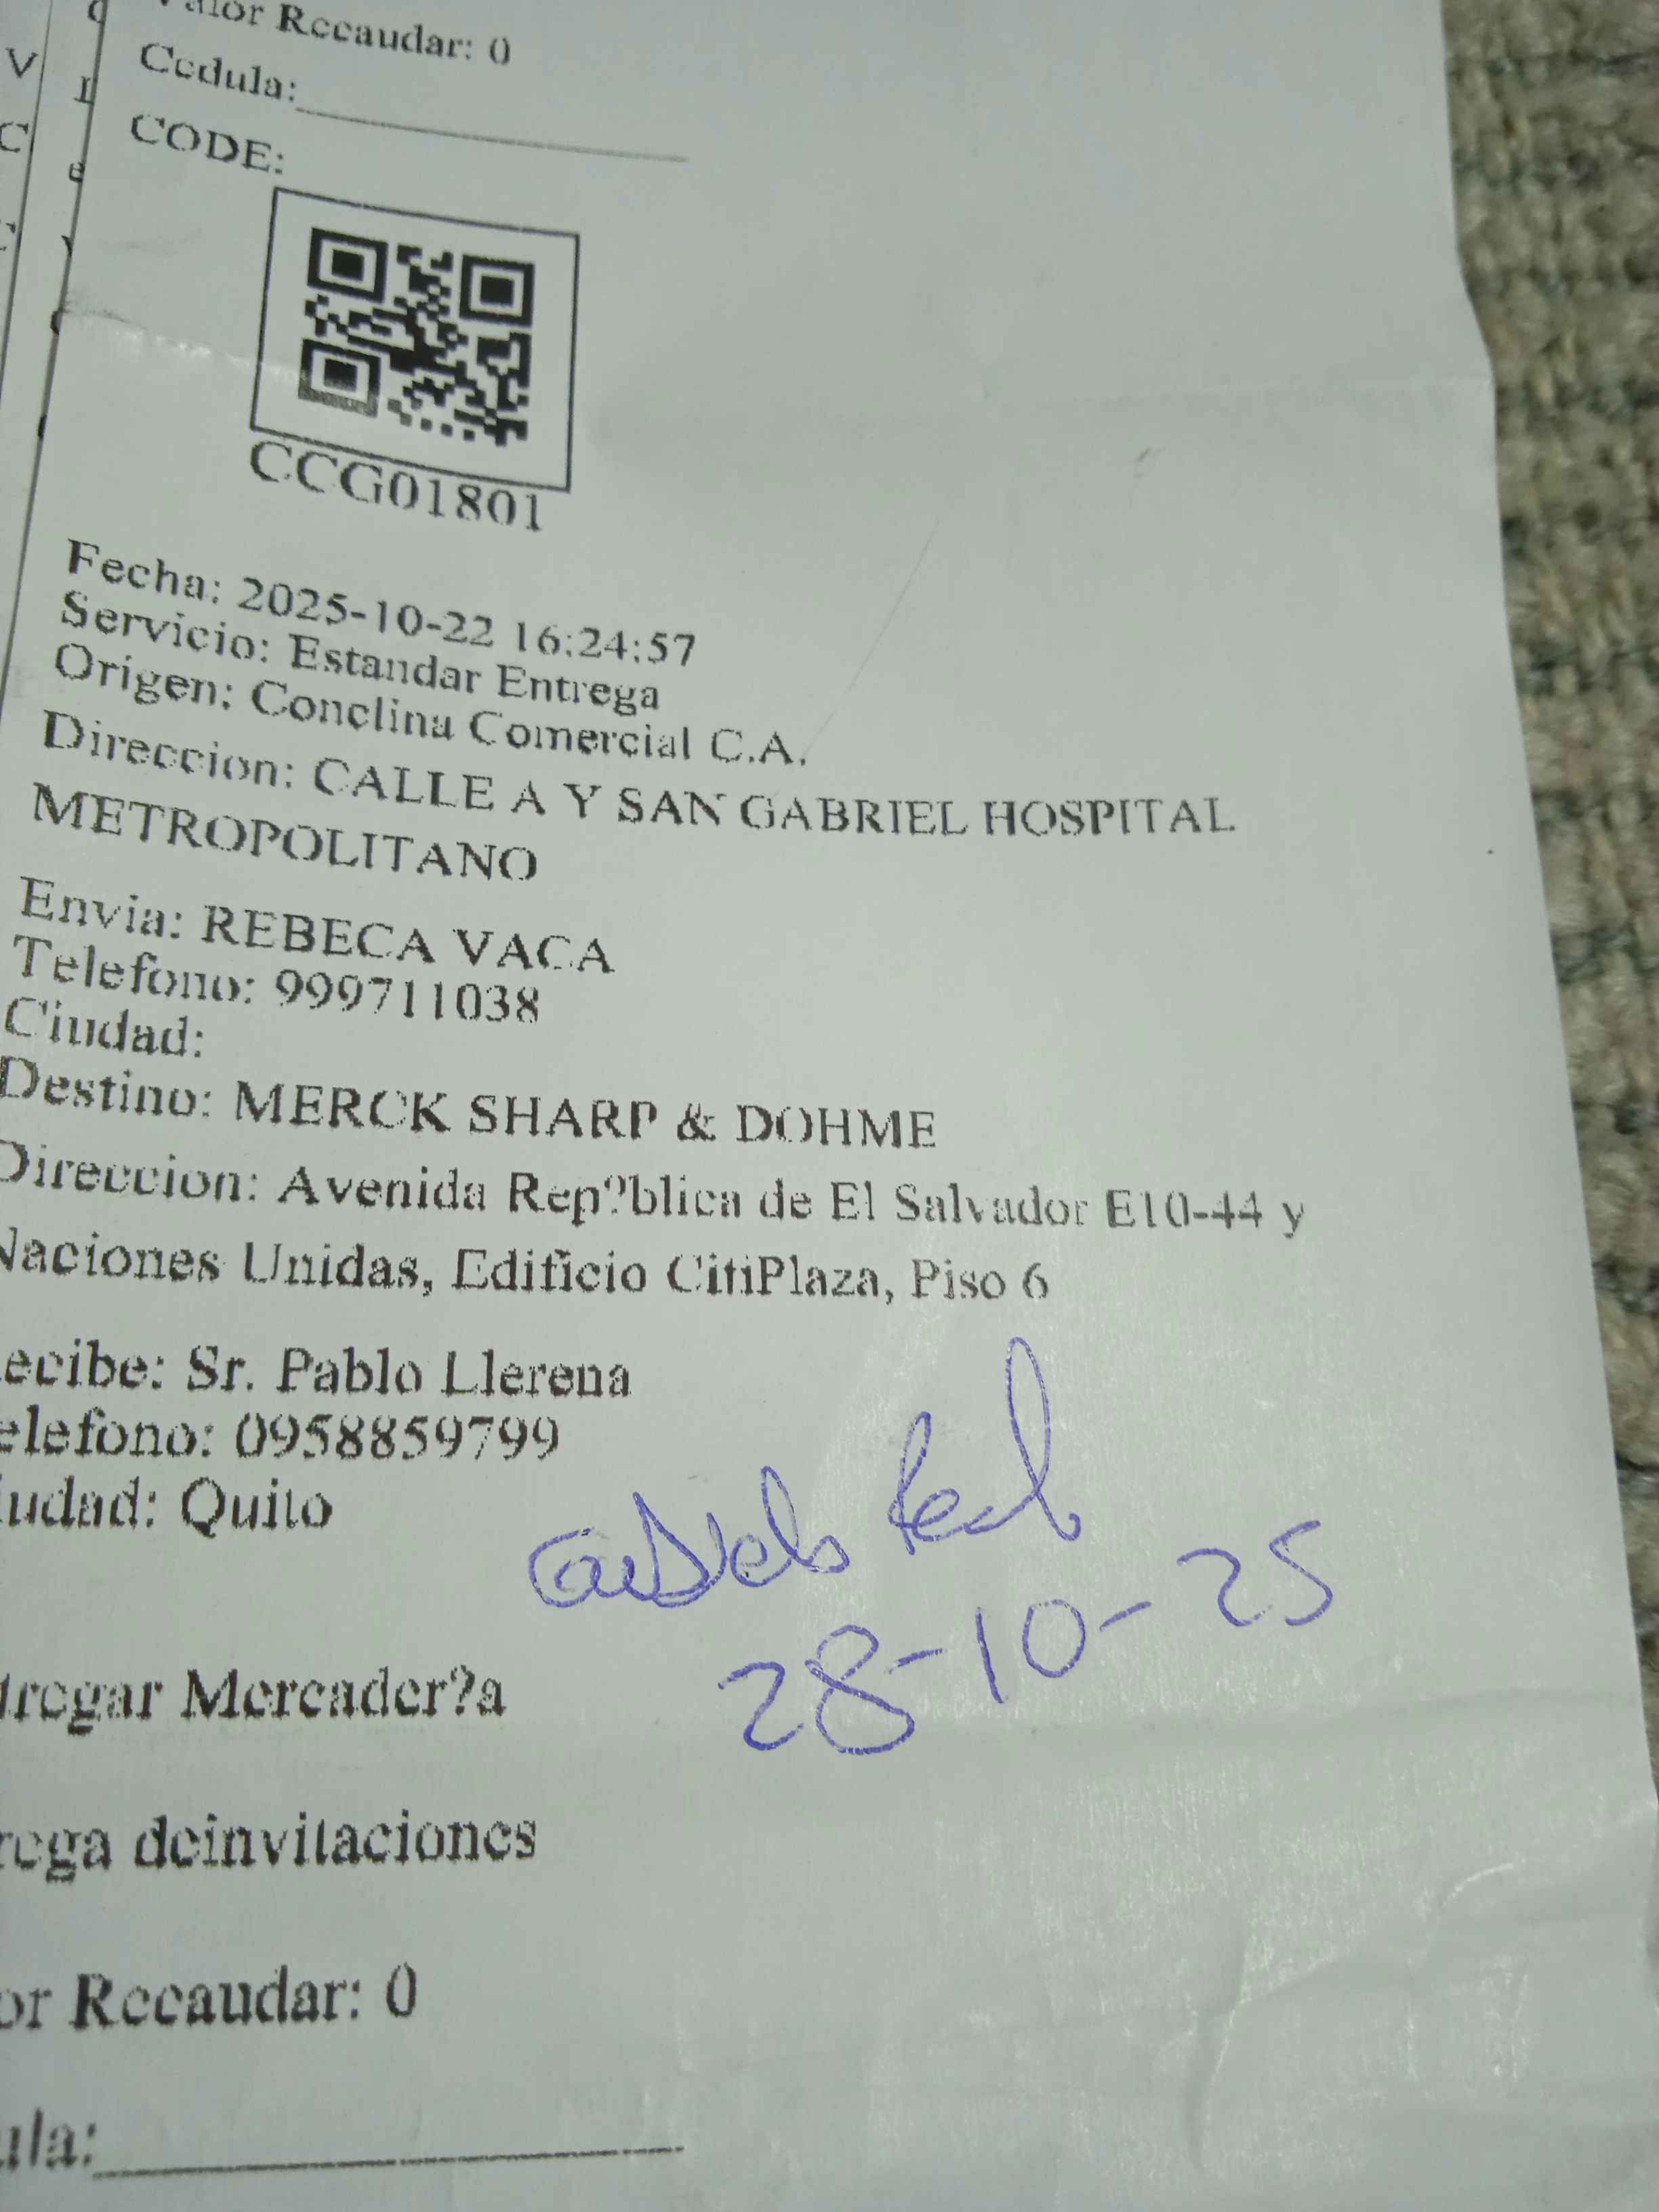 Valor Recaudar: 0
Cedula:
CODE:
CCG01801
Fecha: 2025-10-22 16:24:57
Servicio: Estandar Entrega
Origen: Conclina Comercial C.A.
Direccion: CALLE A Y SAN GABRIEL HOSPITAL
METROPOLITANO
Envia: REBECA VACA
Telefono: 999711038
Ciudad:
Destino: MERCK SHARP & DOHME
Direccion: Avenida Rep?blica de El Salvador E10-44 y
Naciones Unidas, Edificio CitiPlaza, Piso 6
ecibe: Sr. Pablo Llerena
elefono: 0958859799
iudad: Quito
28-10-25
tregar Mercader?a
rega deinvitaciones
or Recaudar: 0
ula: